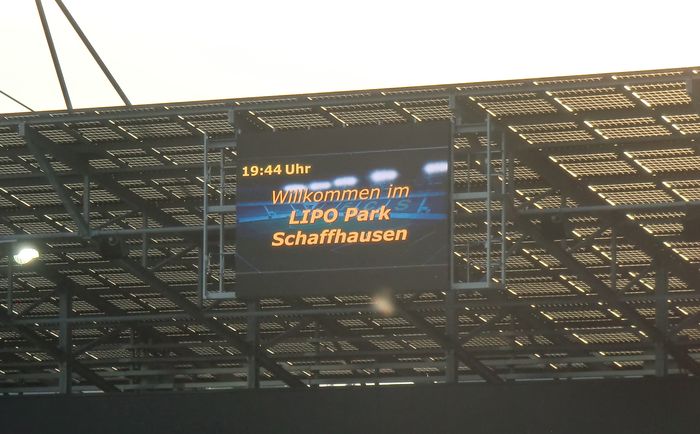 19:44 Uhr
Willkommen im
LIPO Park
Schaffhausen